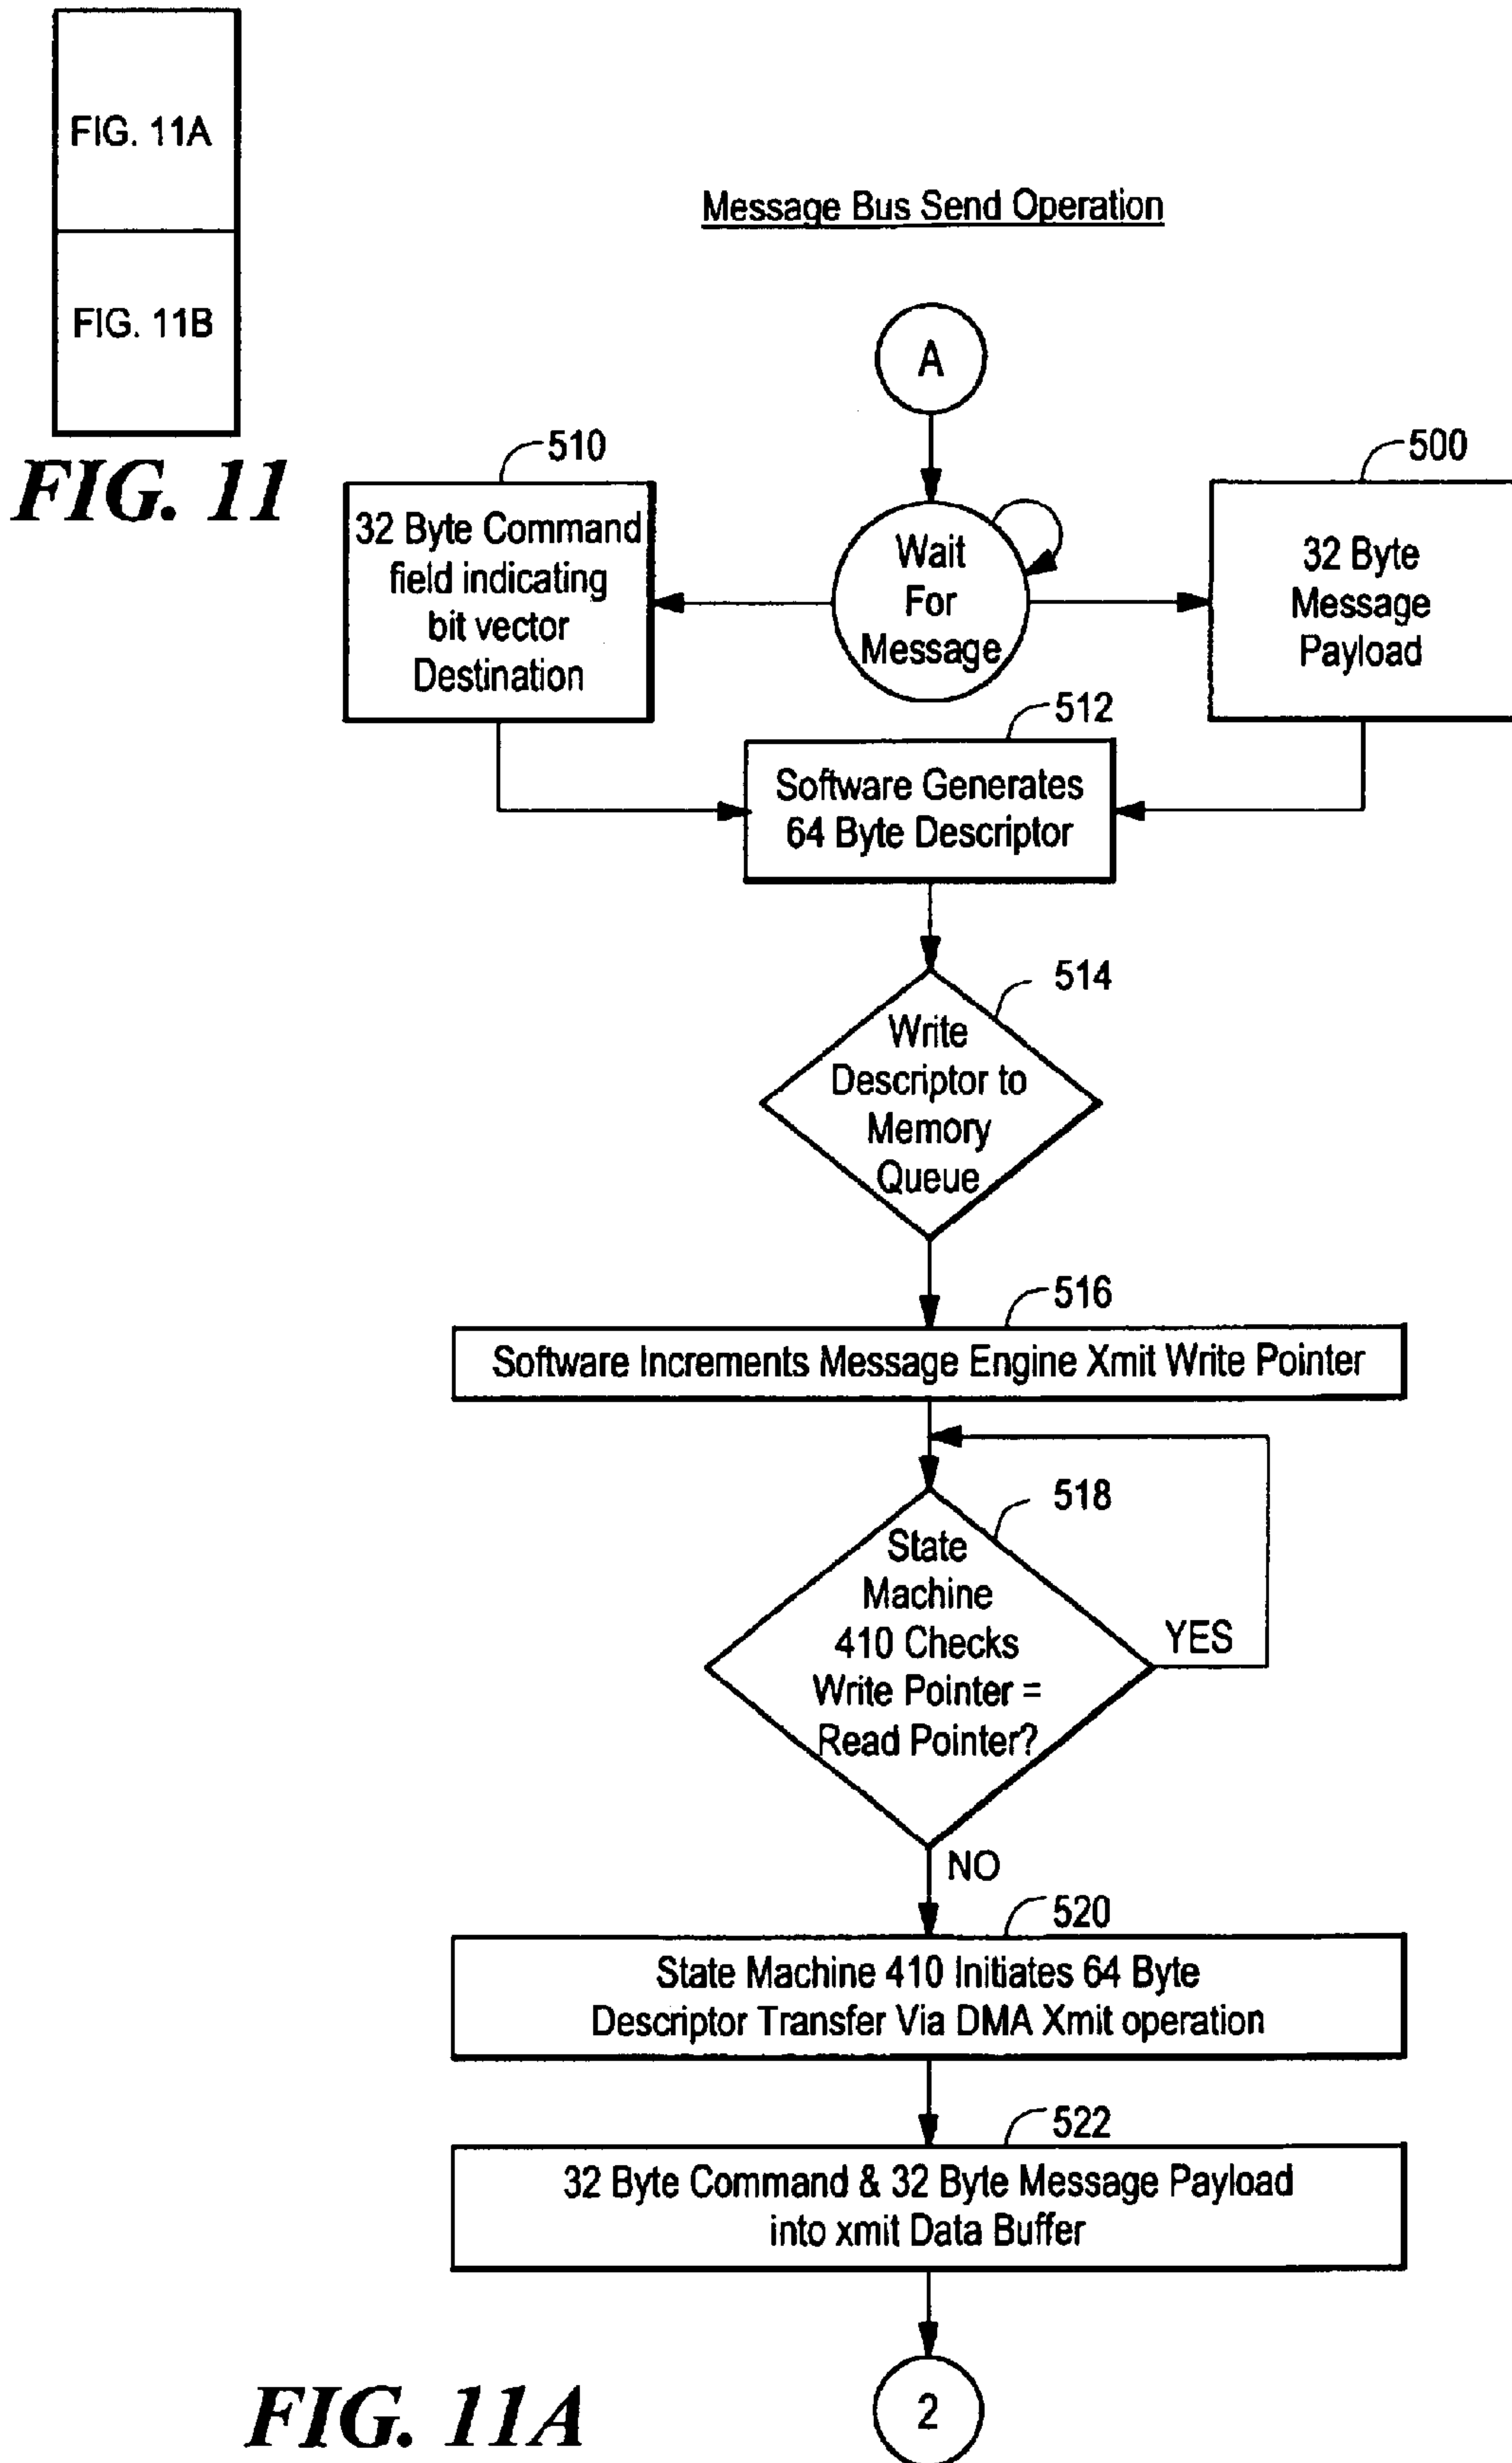 FIG. 11A
FIG. 11B
FIG. 11
Message Bus Send Operation
A
510
500
32 Byte Command
field indicating
bit vector
Destination
Wait
For
Message
32 Byte
Message
Payload
512
Software Generates
64 Byte Descriptor
514
Write
Descriptor to
Memory
Queue
516
Software Increments Message Engine Xmit Write Pointer
518
State
Machine
410 Checks
Write Pointer =
Read Pointer?
YES
NO
520
State Machine 410 Initiates 64 Byte
Descriptor Transfer Via DMA Xmit operation
522
32 Byte Command & 32 Byte Message Payload
into xmit Data Buffer
2
FIG. 11A